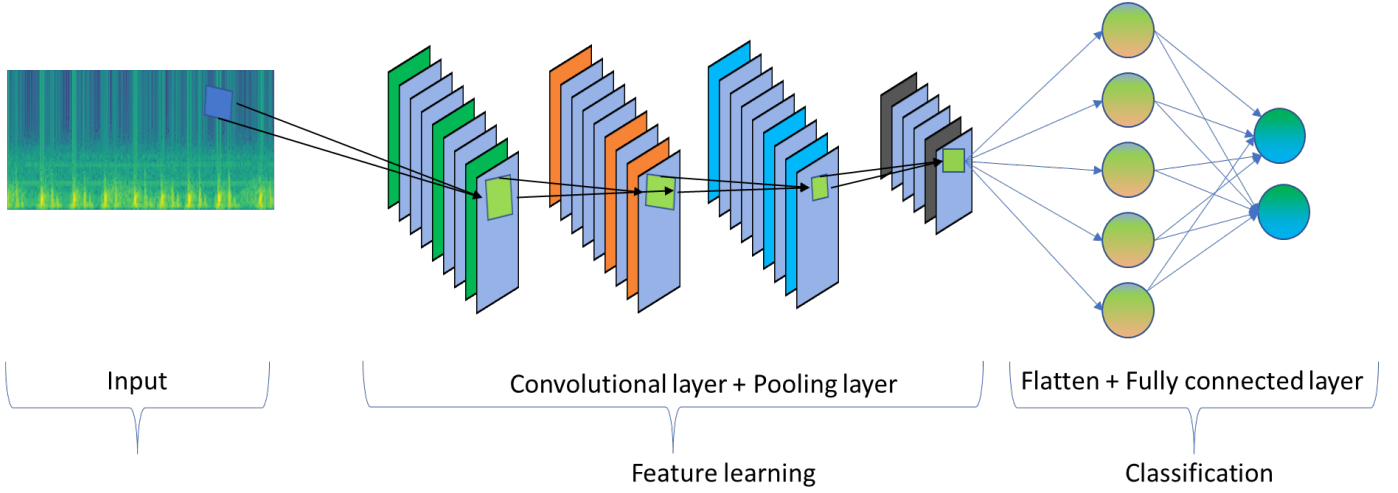 Input
Convolutional layer + Pooling layer
Flatten + Fully connected layer
Feature learning
Classification